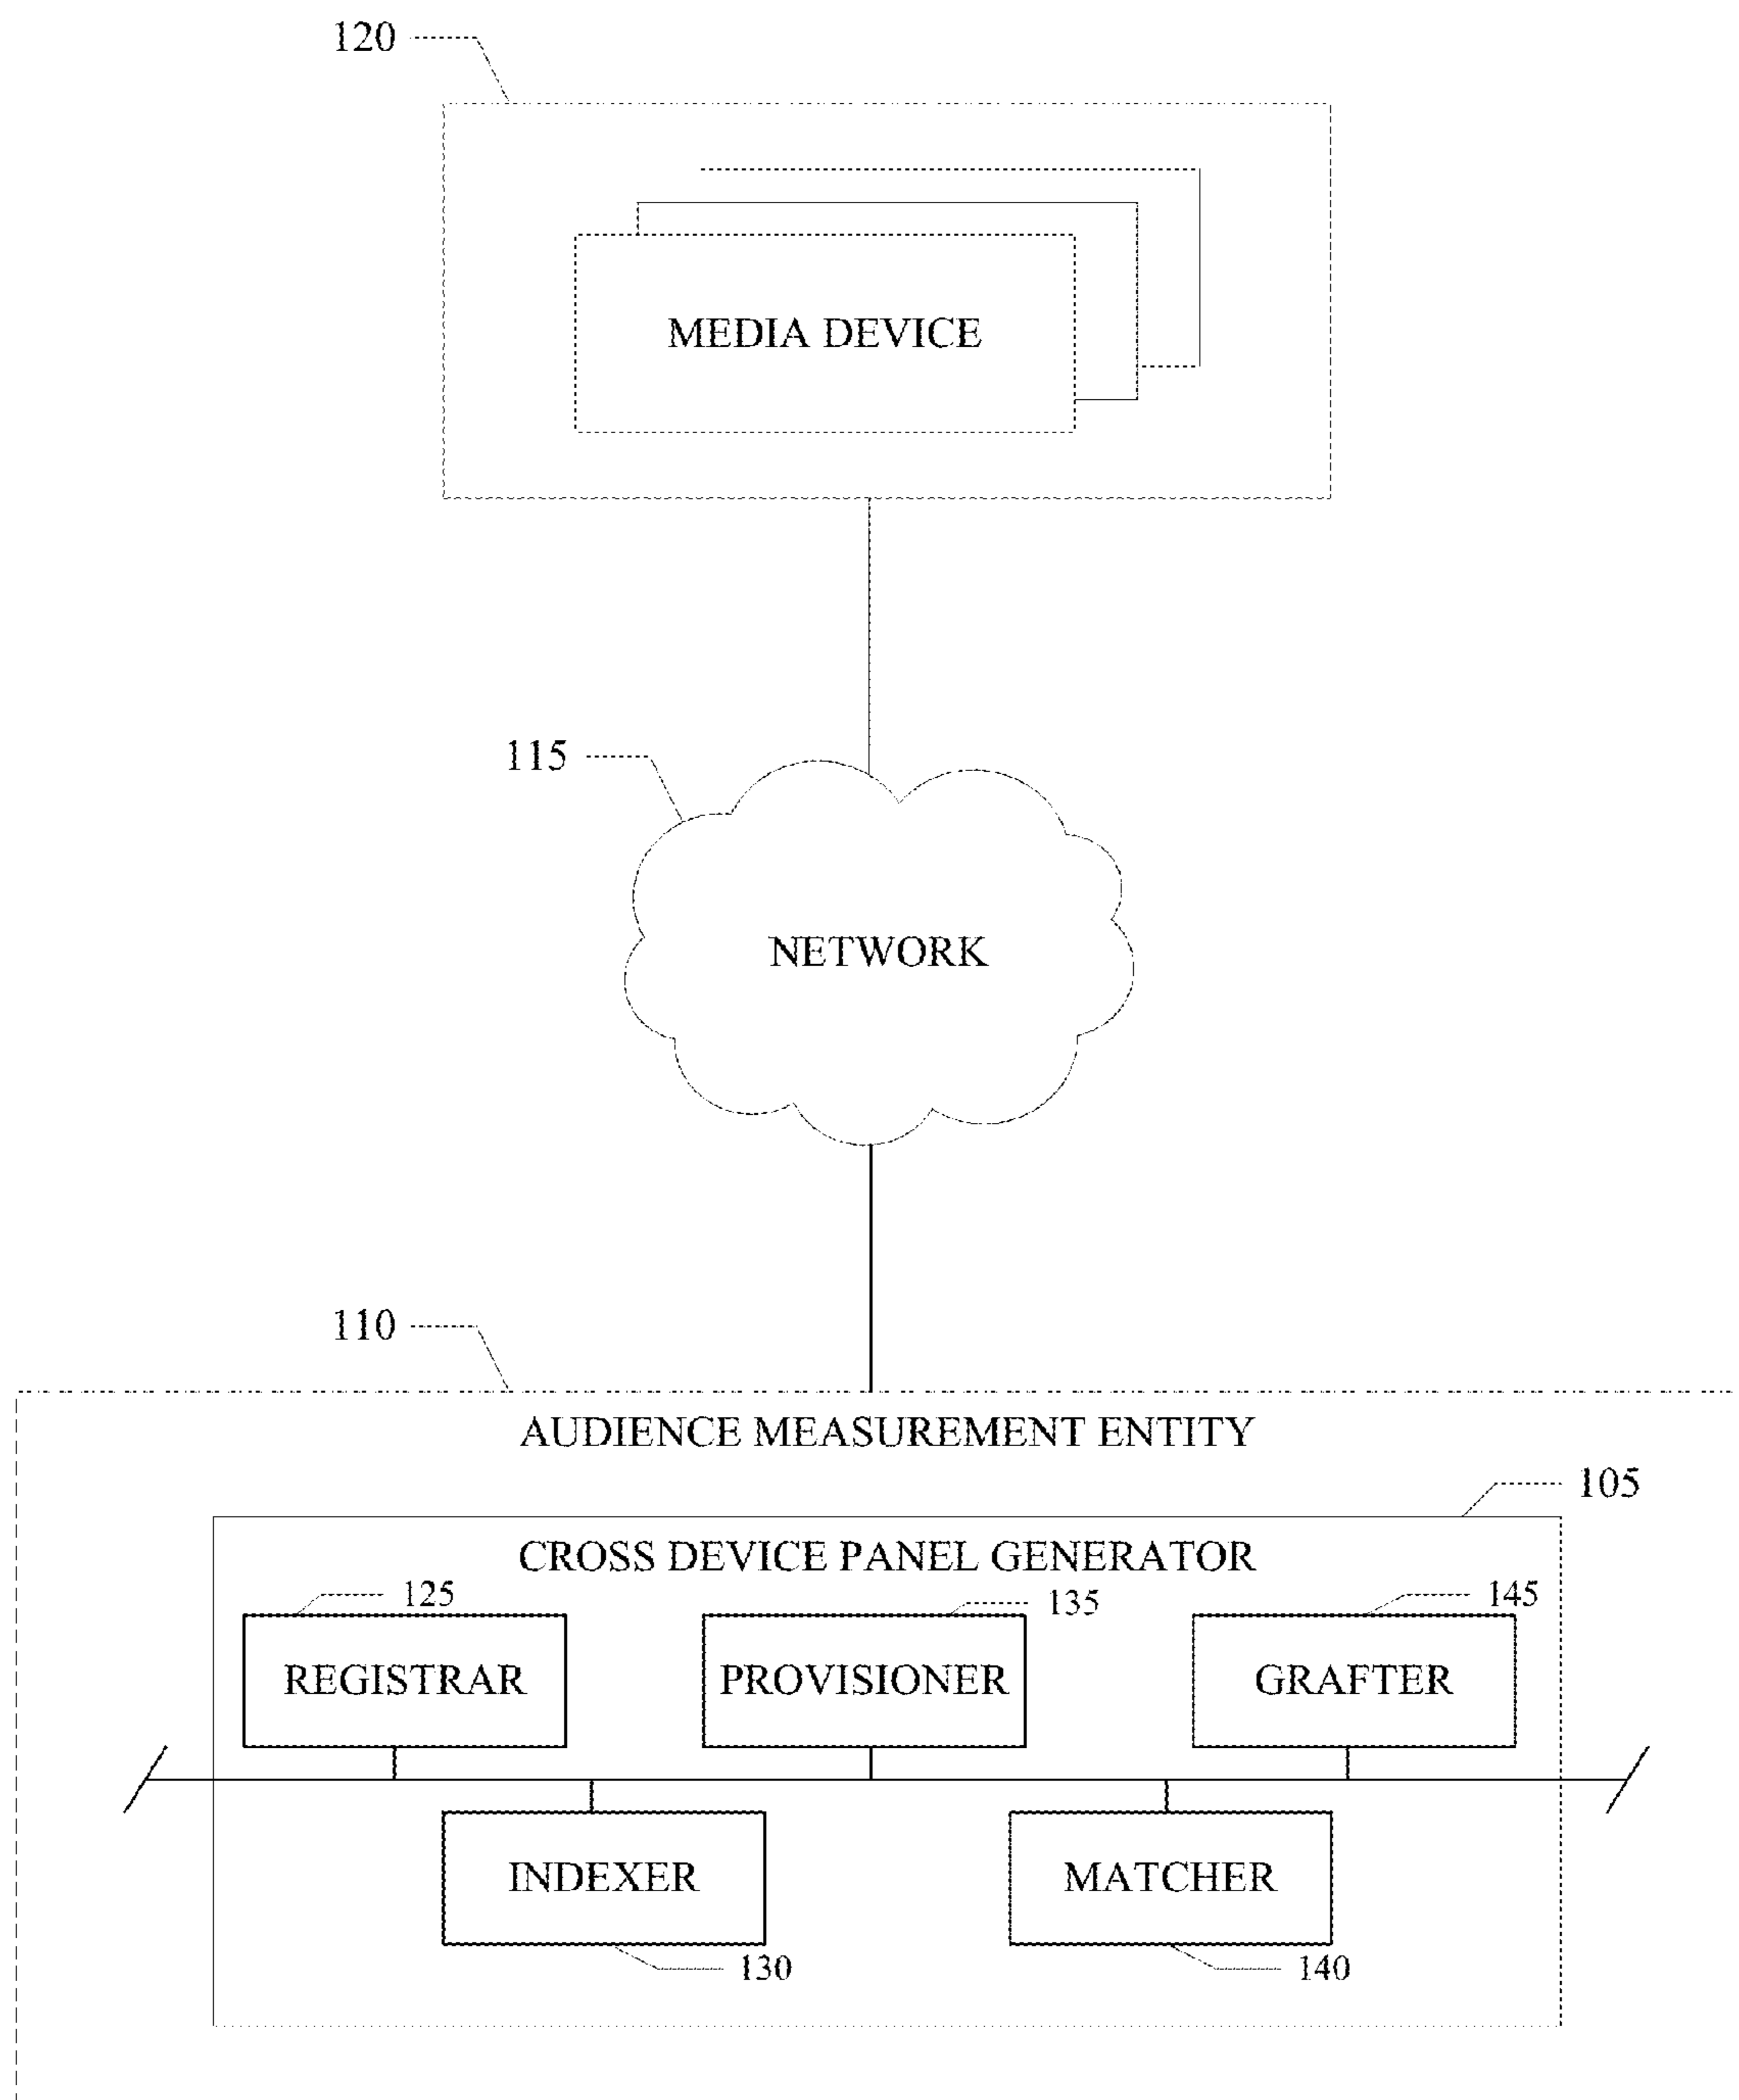 120
MEDIA DEVICE
115
NETWORK
110
AUDIENCE MEASUREMENT ENTITY
105
CROSS DEVICE PANEL GENERATOR
125
135
145
REGISTRAR
PROVISIONER
GRAFTER
INDEXER
MATCHER
130
140